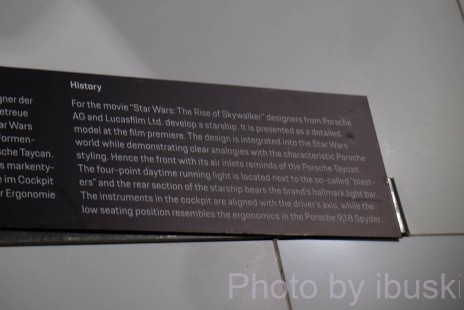 gner der
etreue
ar Wars
Formen-
sche Taycan.
s markenty-
e im Cockpit
r Ergonomie
History
For the movie "Star Wars: The Rise of Skywalker" designers from Porsche
AG and Lucasfilm Ltd. develop a starship. It is presented as a detailed
model at the film premiere. The design is integrated into the Star Wars
world while demonstrating clear analogies with the characteristic Porsche
styling. Hence the front with its air inlets reminds of the Porsche Taycan.
The four-point daytime running light is located next to the so-called "blast-
ers" and the rear section of the starship bears the brand's hallmark light bar.
The instruments in the cockpit are aligned with the driver's axis, while the
low seating position resembles the ergonomics in the Porsche 918 Spyder.
Photo by ibuski